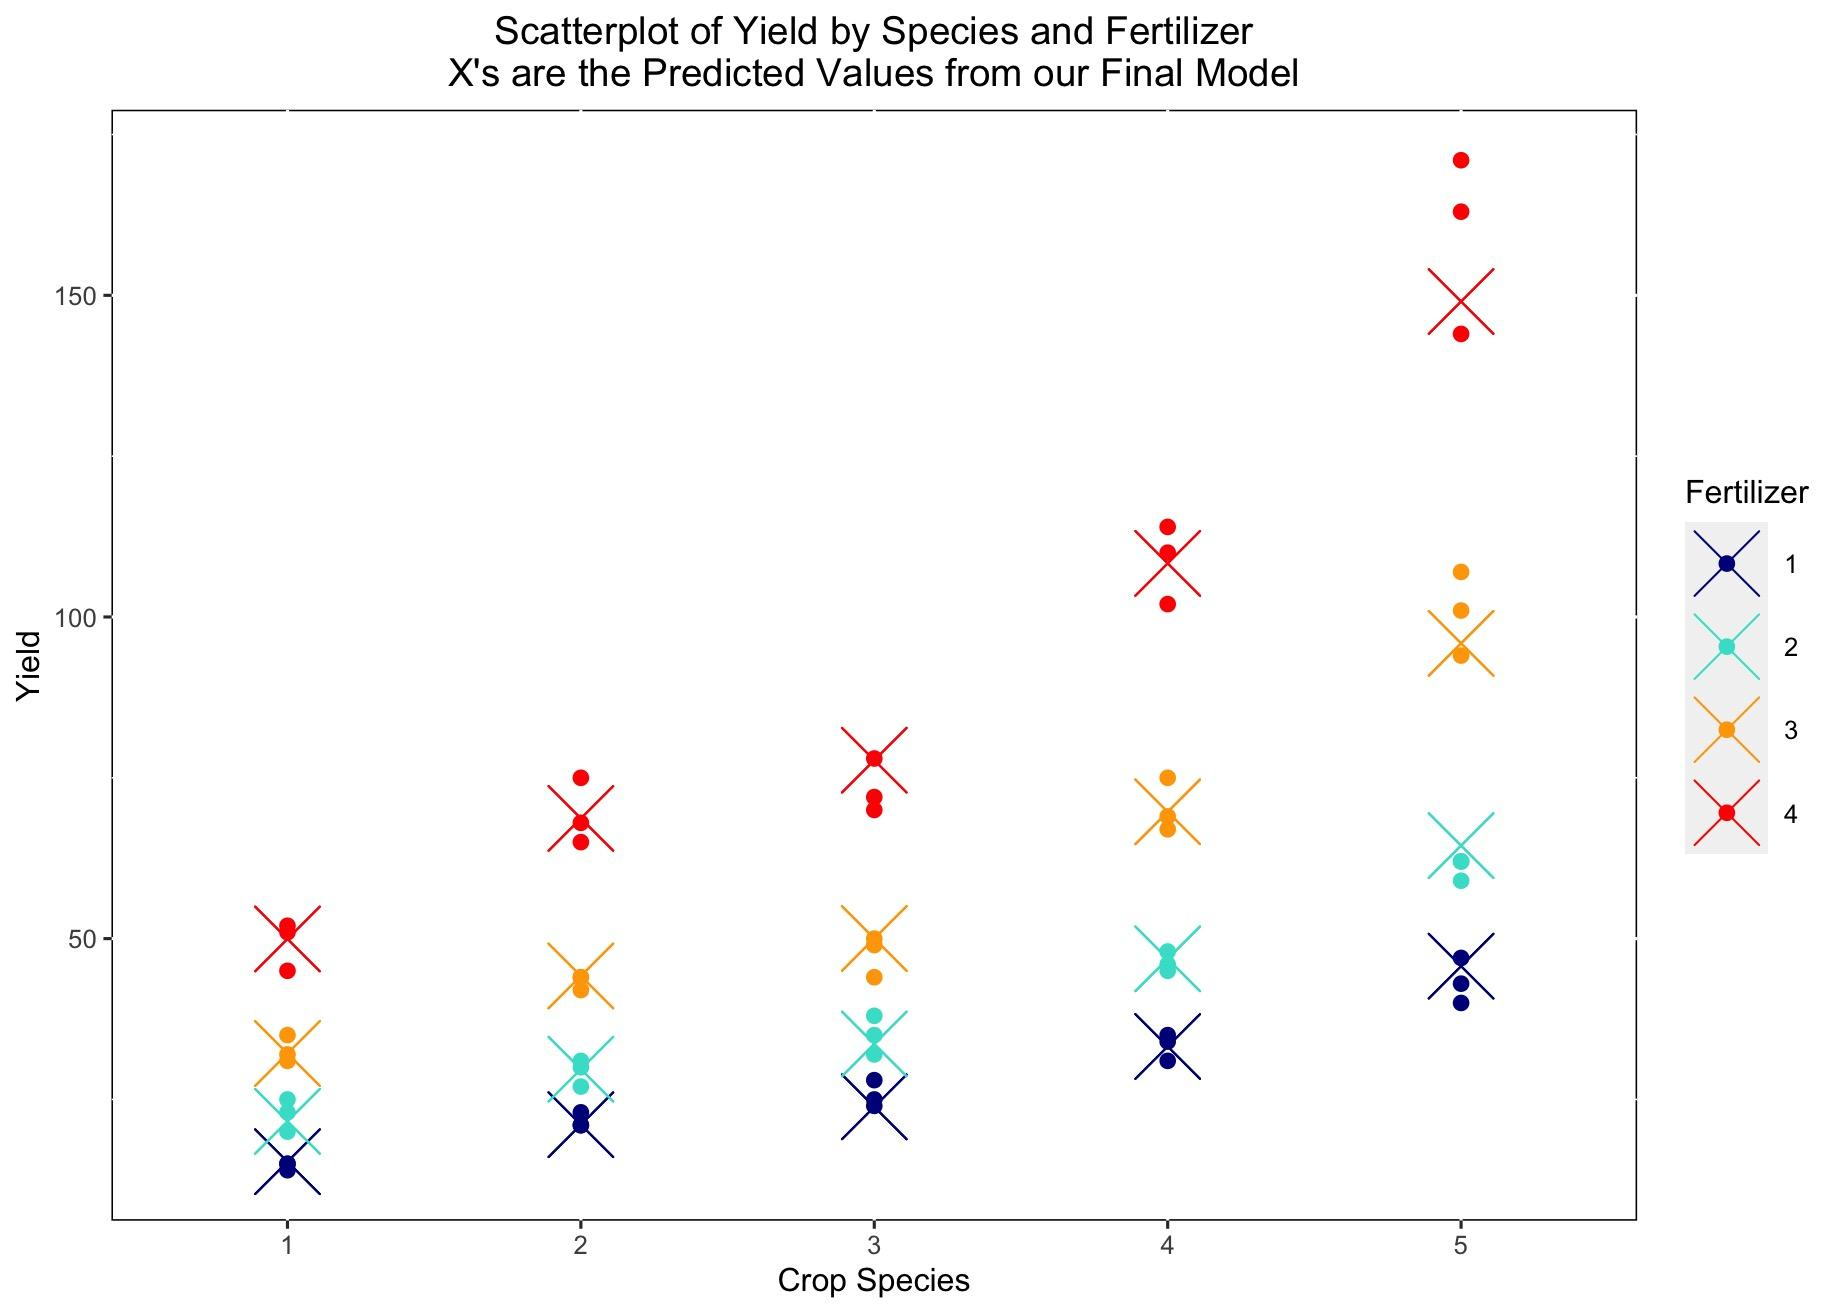 Scatterplot of Yield by Species and Fertilizer
X's are the Predicted Values from our Final Model
Yield
150
100
50
1 2 3 4 5
Crop Species
Fertilizer
1
2
3
4